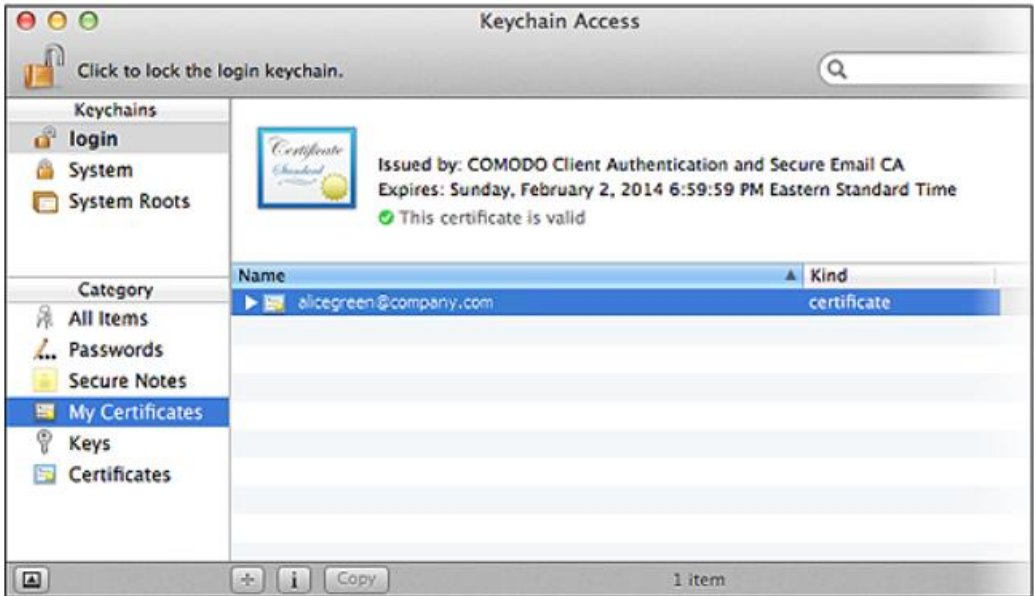 Keychain Access
Click to lock the login keychain.
Keychains
login
System
System Roots
Certificate
Standard
Issued by: COMODO Client Authentication and Secure Email CA
Expires: Sunday, February 2, 2014 6:59:59 PM Eastern Standard Time
This certificate is valid
Category
All Items
Passwords
Secure Notes
My Certificates
Keys
Certificates
Name Kind
alicegreen@company.com certificate
+ i Copy 1 item